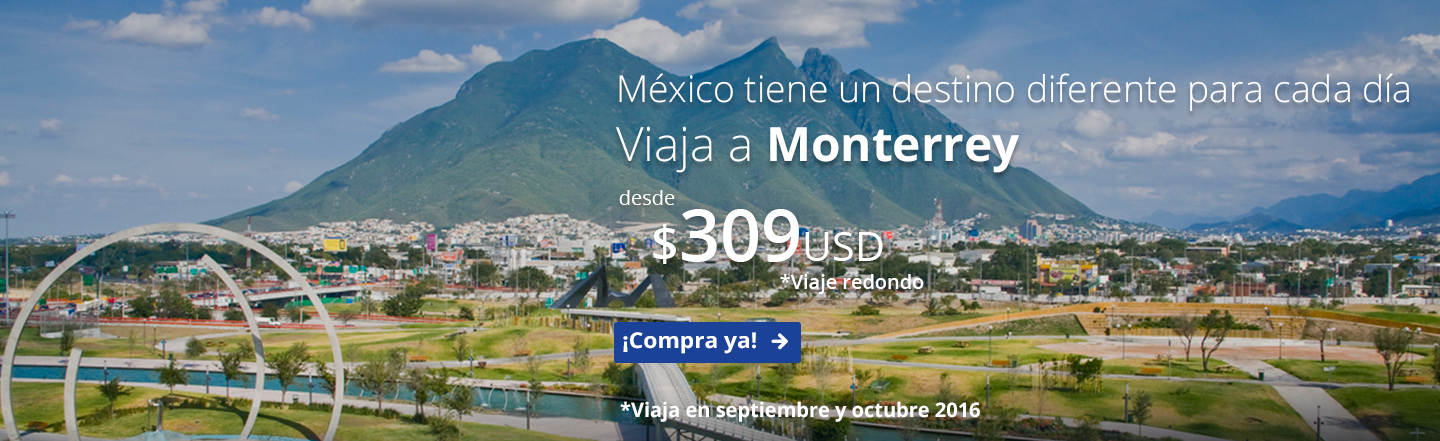 México tiene un destino diferente para cada día
Viaja a Monterrey
desde
$309USD
*Viaje redondo
¡Compra ya! →
*Viaja en septiembre y octubre 2016